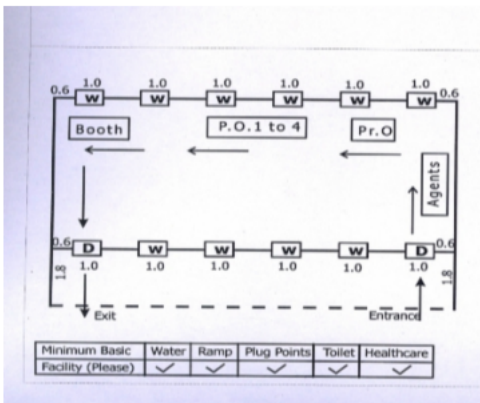 1.0 1.0 1.0 1.0 1.0 1.0
0.6 W W W W W W 0.6
Booth P.O.1 to 4 Pr.O
Agents
0.6 D W W W W D 0.6
1.8 1.0 1.0 1.0 1.0 1.0 1.0 1.8
Exit Entrance
Minimum Basic Water Ramp Plug Points Toilet Healthcare
Facility (Please)